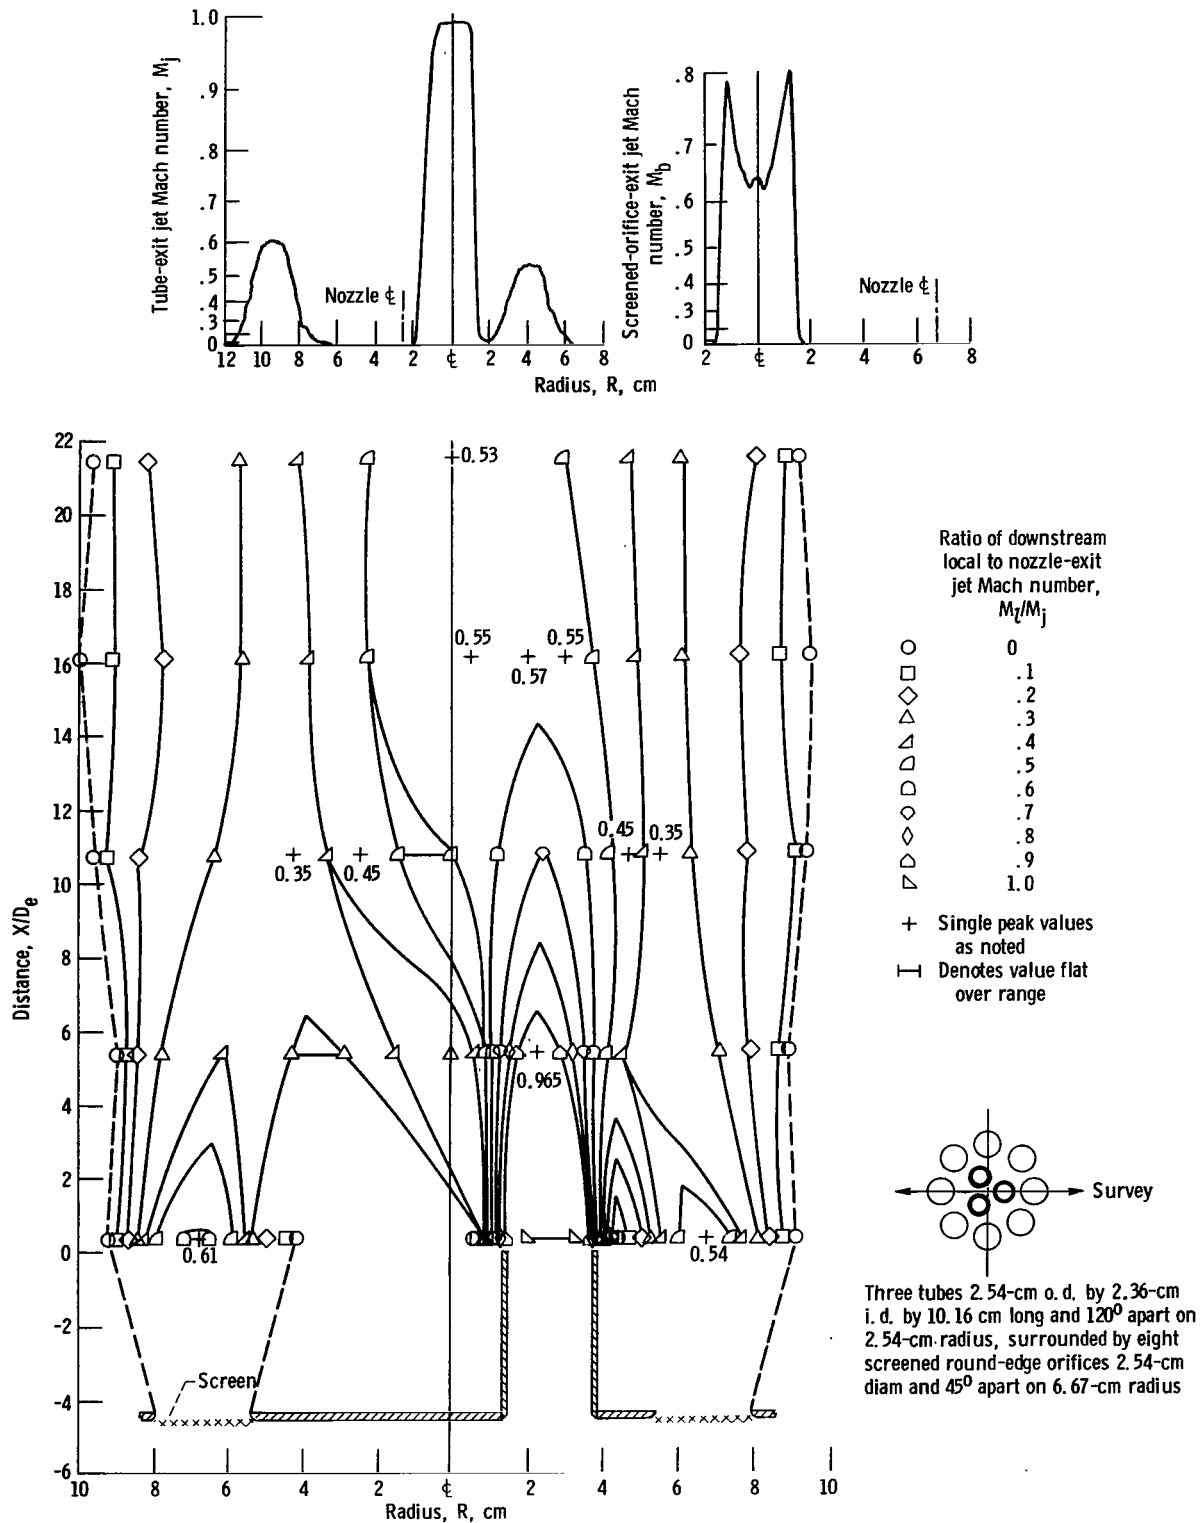 Tube-exit jet Mach number, Mj
1.0
.9
.8
.7
.6
.5
.4
.3
0
12 10 8 6 4 2 ℄ 2 4 6 8
Nozzle ℄
Radius, R, cm
Screened-orifice-exit jet Mach
number, Mb
.8
.7
.6
.5
.4
.3
0
2 ℄ 2 4 6 8
Nozzle ℄
Distance, X/De
22
20
18
16
14
12
10
8
6
4
2
0
-2
-4
-6
0.53
0.55 0.55
0.57
0.45 0.35
0.35 0.45
0.965
0.61
0.54
Screen
10 8 6 4 2 ℄ 2 4 6 8 10
Radius, R, cm
Ratio of downstream
local to nozzle-exit
jet Mach number,
Ml/Mj
0
.1
.2
.3
.4
.5
.6
.7
.8
.9
1.0
+ Single peak values
as noted
Denotes value flat
over range
Survey
Three tubes 2.54-cm o.d. by 2.36-cm
i.d. by 10.16 cm long and 120° apart on
2.54-cm radius, surrounded by eight
screened round-edge orifices 2.54-cm
diam and 45° apart on 6.67-cm radius